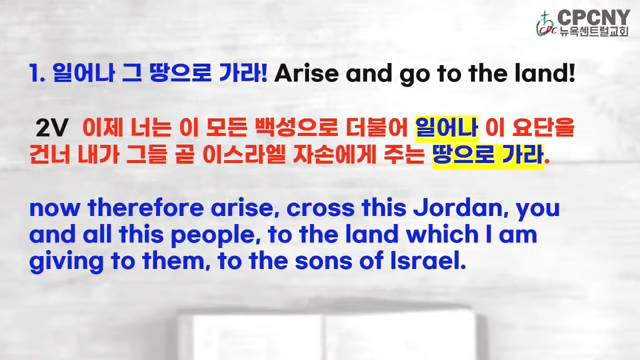 CPCNY
CPC 뉴욕센트럴교회
1. 일어나 그 땅으로 가라! Arise and go to the land!
2V 이제 너는 이 모든 백성으로 더불어 일어나 이 요단을
건너 내가 그들 곧 이스라엘 자손에게 주는 땅으로 가라.
now therefore arise, cross this Jordan, you
and all this people, to the land which I am
giving to them, to the sons of Israel.